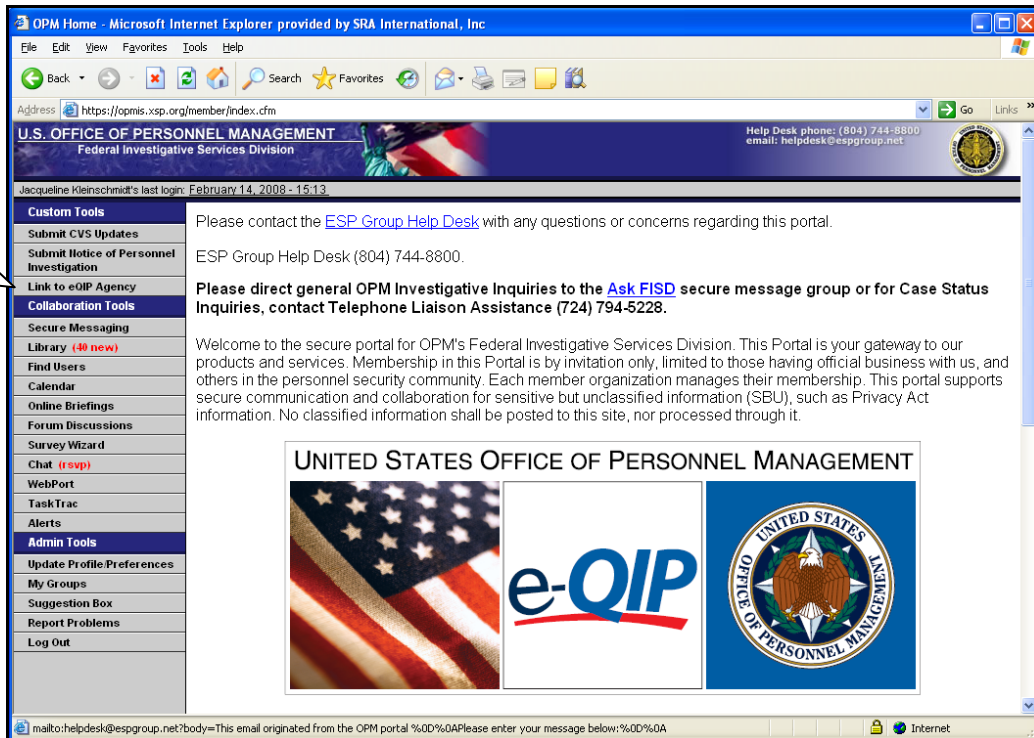 OPM Home - Microsoft Internet Explorer provided by SRA International, Inc
File Edit View Favorites Tools Help
Back Search Favorites
Address https://opmis.xsp.org/member/index.cfm Go Links »
U.S. OFFICE OF PERSONNEL MANAGEMENT
Federal Investigative Services Division
Help Desk phone: (804) 744-8800
email: helpdesk@espgroup.net
Jacqueline Kleinschmidt's last login: February 14, 2008 - 15:13
Custom Tools
Submit CVS Updates
Submit Notice of Personnel
Investigation
Link to eQIP Agency
Collaboration Tools
Secure Messaging
Library (40 new)
Find Users
Calendar
Online Briefings
Forum Discussions
Survey Wizard
Chat (rsvp)
WebPort
TaskTrac
Alerts
Admin Tools
Update Profile/Preferences
My Groups
Suggestion Box
Report Problems
Log Out
Please contact the ESP Group Help Desk with any questions or concerns regarding this portal.
ESP Group Help Desk (804) 744-8800.
Please direct general OPM Investigative Inquiries to the Ask FISD secure message group or for Case Status
Inquiries, contact Telephone Liaison Assistance (724) 794-5228.
Welcome to the secure portal for OPM's Federal Investigative Services Division. This Portal is your gateway to our
products and services. Membership in this Portal is by invitation only, limited to those having official business with us, and
others in the personnel security community. Each member organization manages their membership. This portal supports
secure communication and collaboration for sensitive but unclassified information (SBU), such as Privacy Act
information. No classified information shall be posted to this site, nor processed through it.
UNITED STATES OFFICE OF PERSONNEL MANAGEMENT
e-QIP
UNITED STATES
OFFICE OF PERSONNEL MANAGEMENT
mailto:helpdesk@espgroup.net?body=This email originated from the OPM portal %0D%0APlease enter your message below:%0D%0A
Internet